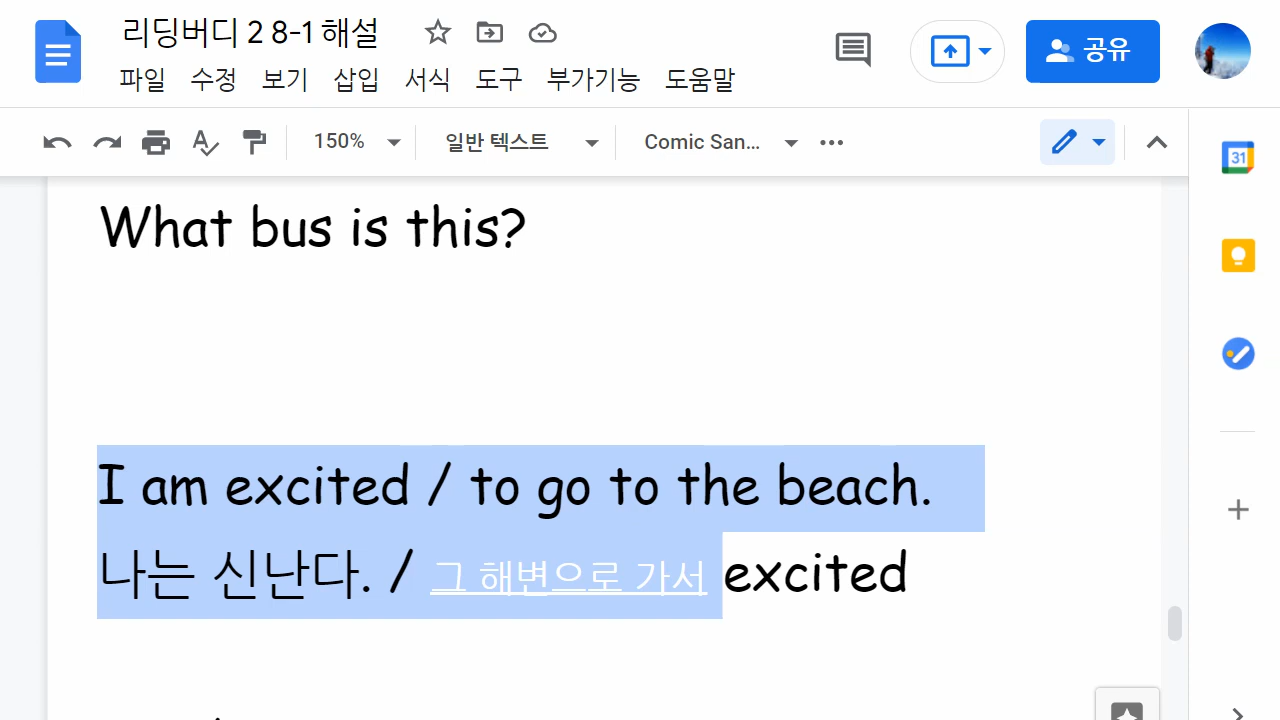 리딩버디 2 8-1 해설
파일 수정 보기 삽입 서식 도구 부가기능 도움말
공유
150% 일반 텍스트 Comic San...
31
What bus is this?
I am excited / to go to the beach.
나는 신난다. / 그 해변으로 가서 excited